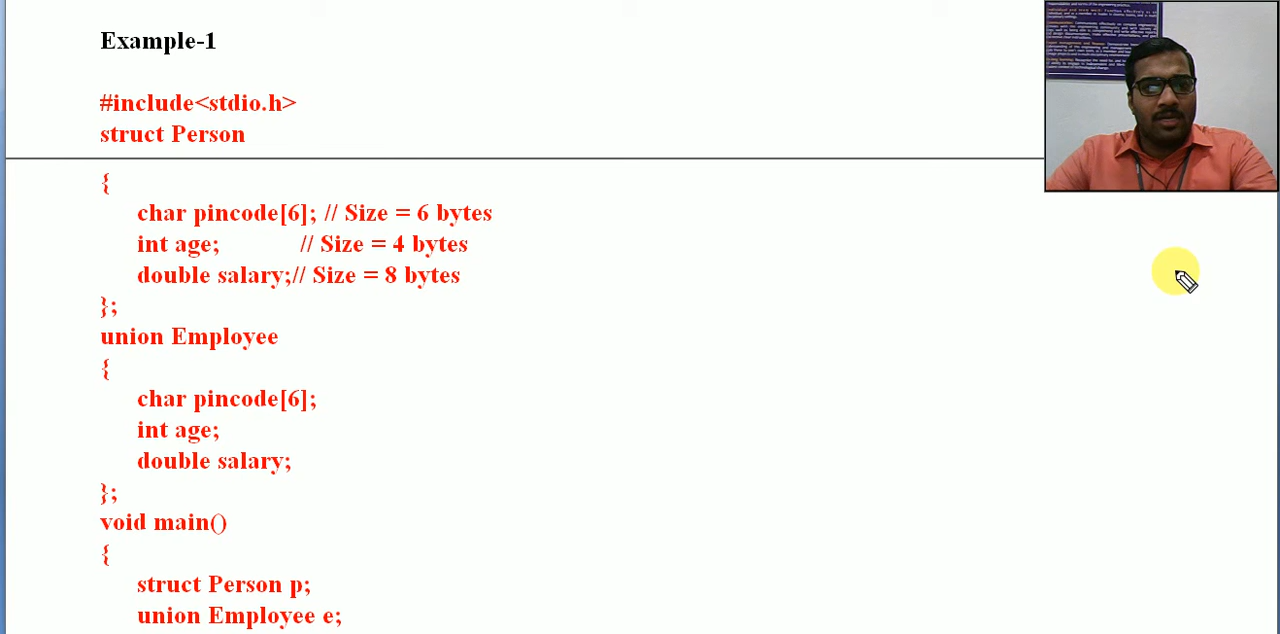 Example-1
#include<stdio.h>
struct Person
{
char pincode[6]; // Size = 6 bytes
int age; // Size = 4 bytes
double salary;// Size = 8 bytes
};
union Employee
{
char pincode[6];
int age;
double salary;
};
void main()
{
struct Person p;
union Employee e;